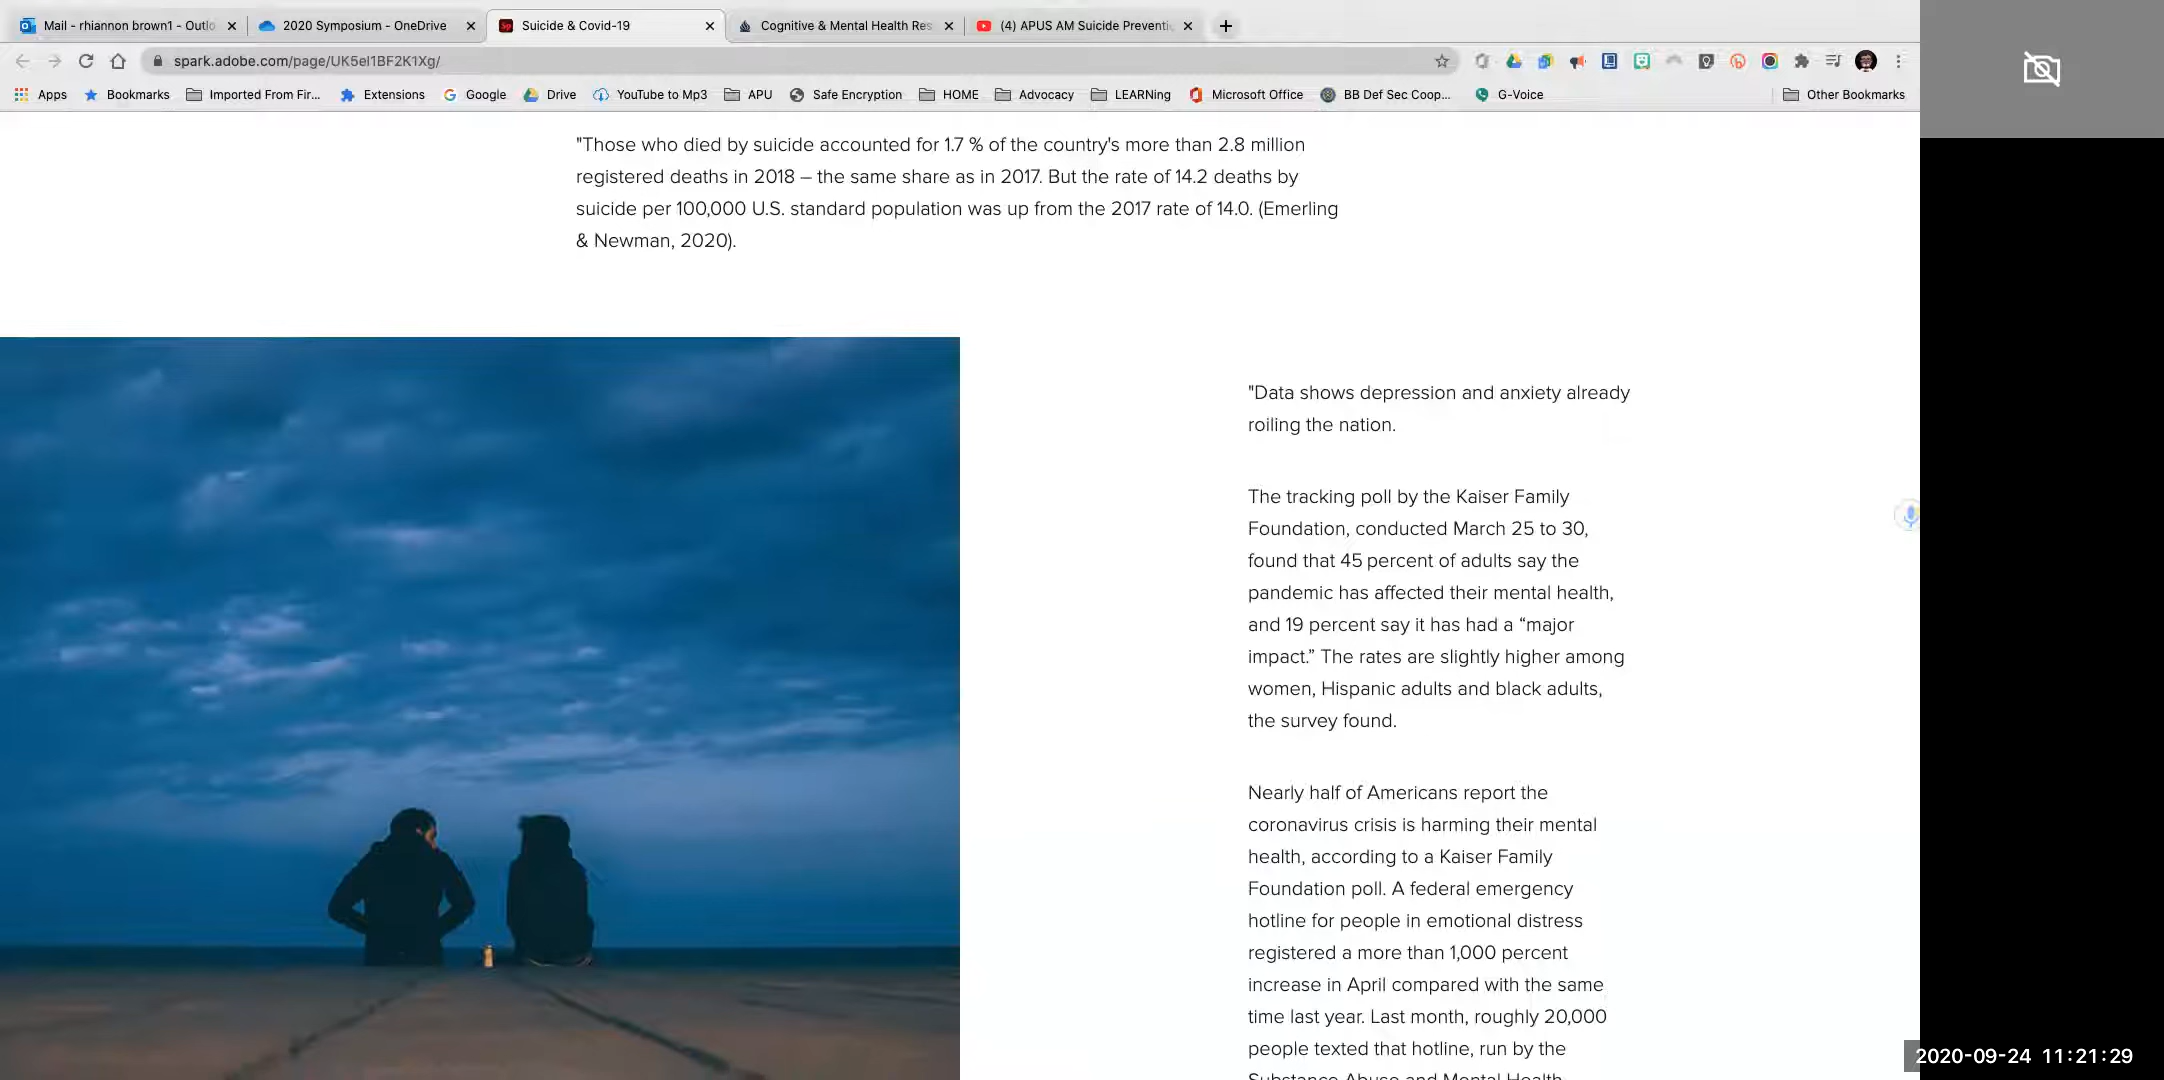 Mail - rhiannon brown1 - Outlo
2020 Symposium - OneDrive
Suicide & Covid-19
Cognitive & Mental Health Res
(4) APUS AM Suicide Preventi
spark.adobe.com/page/UK5el1BF2K1Xg/
Apps
Bookmarks
Imported From Fir...
Extensions
Google
Drive
YouTube to Mp3
APU
Safe Encryption
HOME
Advocacy
LEARNing
Microsoft Office
BB Def Sec Coop...
G-Voice
Other Bookmarks
"Those who died by suicide accounted for 1.7 % of the country's more than 2.8 million
registered deaths in 2018 – the same share as in 2017. But the rate of 14.2 deaths by
suicide per 100,000 U.S. standard population was up from the 2017 rate of 14.0. (Emerling
& Newman, 2020).
"Data shows depression and anxiety already
roiling the nation.
The tracking poll by the Kaiser Family
Foundation, conducted March 25 to 30,
found that 45 percent of adults say the
pandemic has affected their mental health,
and 19 percent say it has had a “major
impact.” The rates are slightly higher among
women, Hispanic adults and black adults,
the survey found.
Nearly half of Americans report the
coronavirus crisis is harming their mental
health, according to a Kaiser Family
Foundation poll. A federal emergency
hotline for people in emotional distress
registered a more than 1,000 percent
increase in April compared with the same
time last year. Last month, roughly 20,000
people texted that hotline, run by the
Substance Abuse and Mental Health
2020-09-24 11:21:29